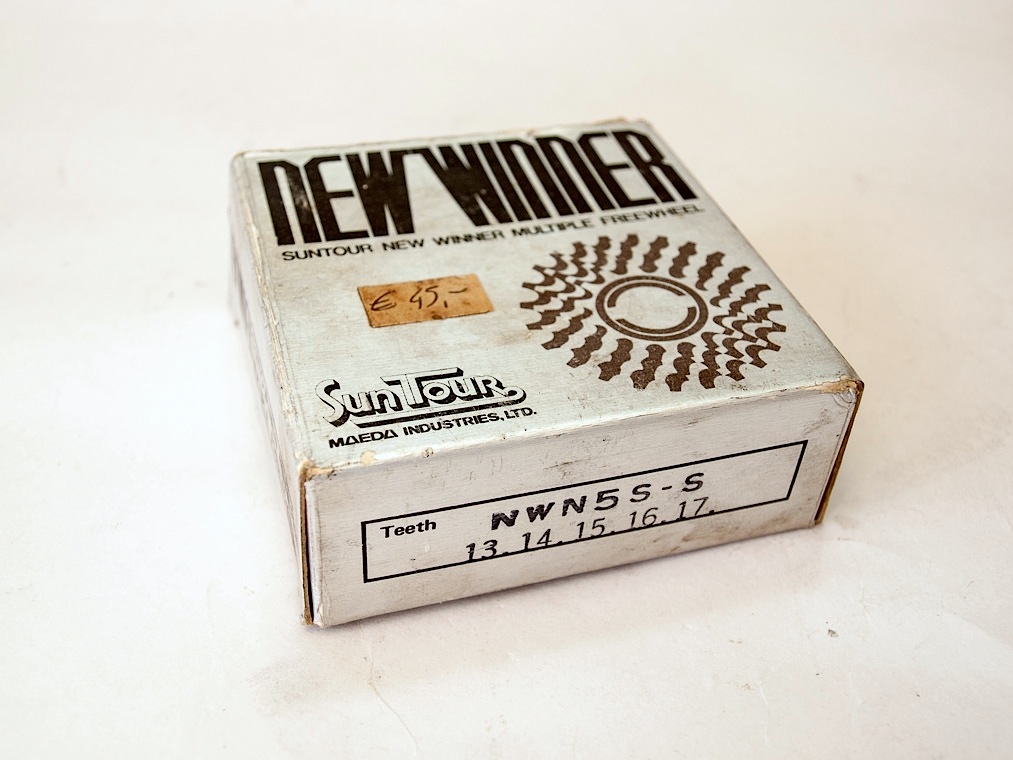 NEW WINNER
SUNTOUR NEW WINNER MULTIPLE FREEWHEEL
€ 45,-
SunTour
MAEDA INDUSTRIES, LTD.
Teeth NWN5S-S
13. 14. 15. 16. 17.